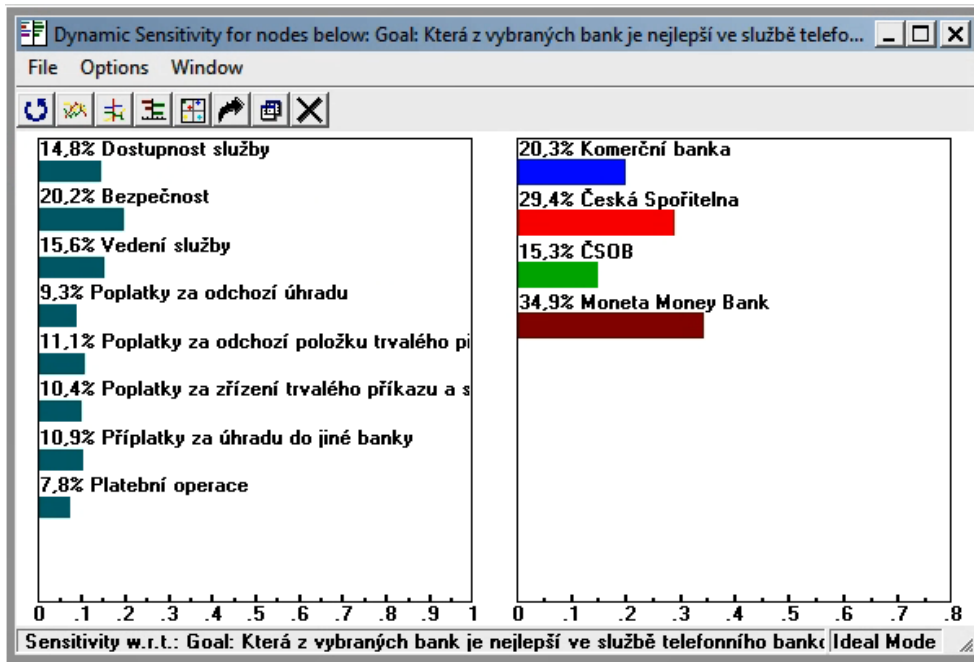 Dynamic Sensitivity for nodes below: Goal: Která z vybraných bank je nejlepší ve službě telefo...
File Options Window
14,8% Dostupnost služby
20,2% Bezpečnost
15,6% Vedení služby
9,3% Poplatky za odchozí úhradu
11,1% Poplatky za odchozí položku trvalého
10,4% Poplatky za zřízení trvalého příkazu a s
10,9% Příplatky za úhradu do jiné banky
7,8% Platební operace
0 .1 .2 .3 .4 .5 .6 .7 .8 .9 1
20,3% Komerční banka
29,4% Česká Spořitelna
15,3% ČSOB
34,9% Moneta Money Bank
0 .1 .2 .3 .4 .5 .6 .7 .8
Sensitivity w.r.t.: Goal: Která z vybraných bank je nejlepší ve službě telefonního Ideal Mode